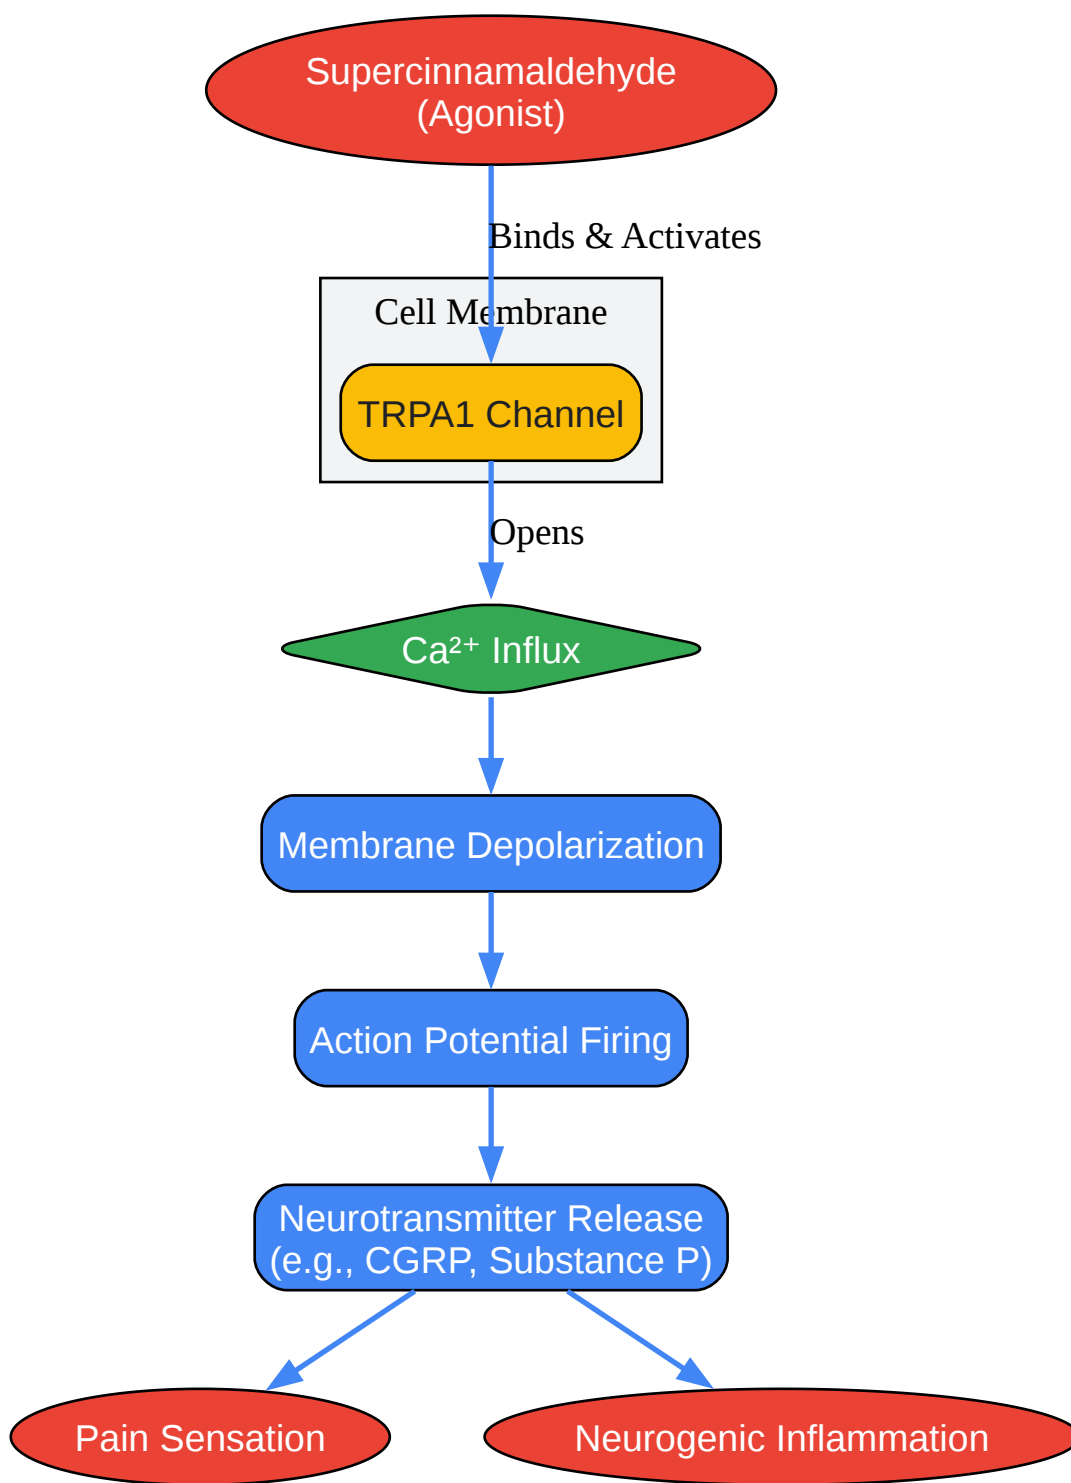 Supercinnamaldehyde
(Agonist)
Binds & Activates
Cell Membrane
TRPA1 Channel
Opens
Ca²⁺ Influx
Membrane Depolarization
Action Potential Firing
Neurotransmitter Release
(e.g., CGRP, Substance P)
Pain Sensation
Neurogenic Inflammation